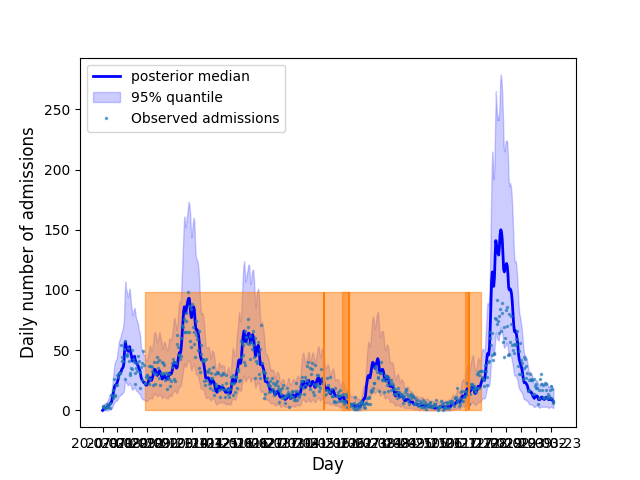 posterior median
95% quantile
Observed admissions
250
200
150
100
50
0
Daily number of admissions
Day